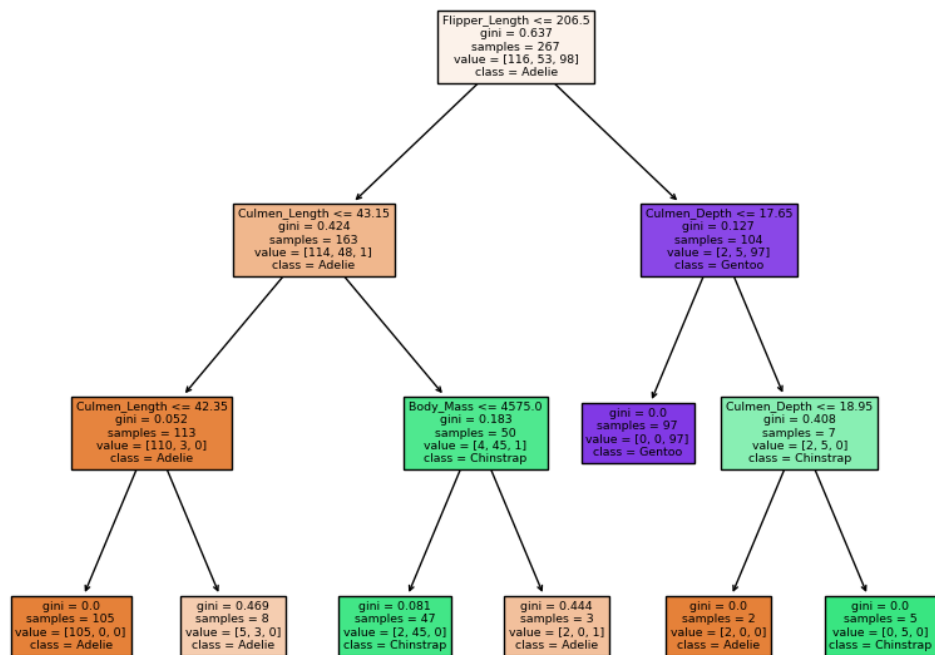 Flipper_Length <= 206.5
gini = 0.637
samples = 267
value = [116, 53, 98]
class = Adelie
Culmen_Length <= 43.15
gini = 0.424
samples = 163
value = [114, 48, 1]
class = Adelie
Culmen_Depth <= 17.65
gini = 0.127
samples = 104
value = [2, 5, 97]
class = Gentoo
Culmen_Length <= 42.35
gini = 0.052
samples = 113
value = [110, 3, 0]
class = Adelie
Body_Mass <= 4575.0
gini = 0.183
samples = 50
value = [4, 45, 1]
class = Chinstrap
gini = 0.0
samples = 97
value = [0, 0, 97]
class = Gentoo
Culmen_Depth <= 18.95
gini = 0.408
samples = 7
value = [2, 5, 0]
class = Chinstrap
gini = 0.0
samples = 105
value = [105, 0, 0]
class = Adelie
gini = 0.469
samples = 8
value = [5, 3, 0]
class = Adelie
gini = 0.081
samples = 47
value = [2, 45, 0]
class = Chinstrap
gini = 0.444
samples = 3
value = [2, 0, 1]
class = Adelie
gini = 0.0
samples = 2
value = [2, 0, 0]
class = Adelie
gini = 0.0
samples = 5
value = [0, 5, 0]
class = Chinstrap